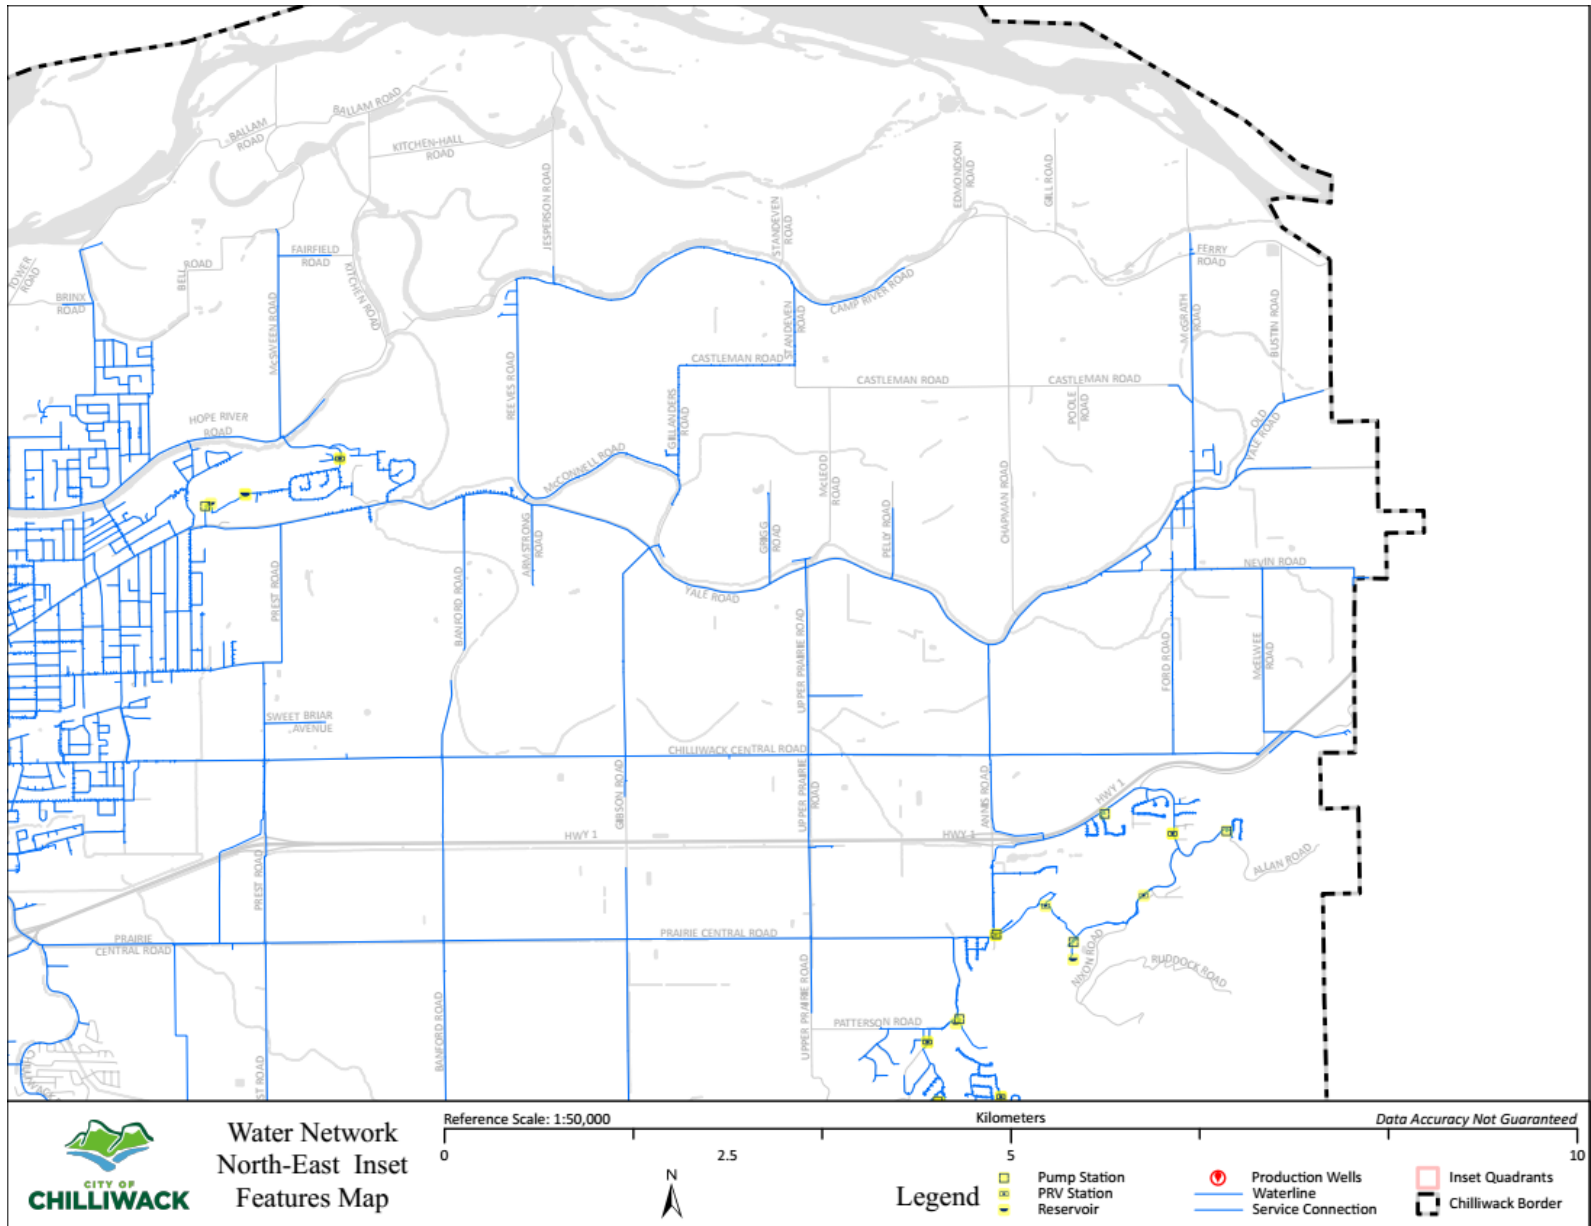 BALLAM ROAD
BALLAM
ROAD
KITCHEN-HALL
ROAD
JESPERSON ROAD
EDMONDSON
ROAD
GILL ROAD
STANDEVEN
ROAD
TOWER
ROAD
BELL
ROAD
FAIRFIELD
ROAD
KITCHEN ROAD
BRINX
ROAD
McSWEEN ROAD
FERRY
ROAD
CAMP RIVER ROAD
STANDEVEN
ROAD
McGRATH
ROAD
BUSTIN ROAD
REEVES ROAD
CASTLEMAN ROAD
CASTLEMAN ROAD
CASTLEMAN ROAD
POOLE
ROAD
HOPE RIVER
ROAD
GILLANDERS
ROAD
OLD
YALE ROAD
McCONNELL ROAD
McLEOD
ROAD
CHAPMAN ROAD
ARMSTRONG
ROAD
GRIGG
ROAD
PELLY ROAD
NEVIN ROAD
PREST ROAD
BANFORD ROAD
YALE ROAD
UPPER PRAIRIE ROAD
FORD ROAD
McELWEE
ROAD
SWEET BRIAR
AVENUE
CHILLIWACK CENTRAL ROAD
GIBSON ROAD
UPPER PRAIRIE
ROAD
ANNIS ROAD
HWY 1
HWY 1
HWY 1
ALLAN ROAD
PREST ROAD
PRAIRIE
CENTRAL ROAD
PRAIRIE CENTRAL ROAD
NIXON ROAD
RUDDOCK ROAD
UPPER PRAIRIE ROAD
PATTERSON ROAD
BANFORD ROAD
ST ROAD
CITY OF
CHILLIWACK
Water Network
North-East Inset
Features Map
Reference Scale: 1:50,000
Kilometers
Data Accuracy Not Guaranteed
0
2.5
5
10
N
Legend
Pump Station
PRV Station
Reservoir
Production Wells
Waterline
Service Connection
Inset Quadrants
Chilliwack Border